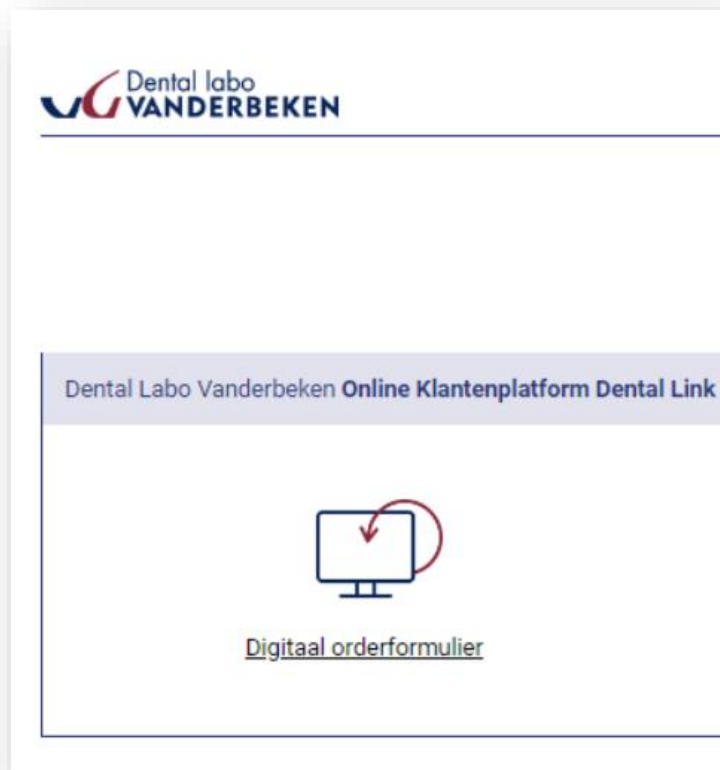 Dental labo
VANDERBEKEN
Dental Labo Vanderbeken Online Klantenplatform Dental Link
Digitaal orderformulier